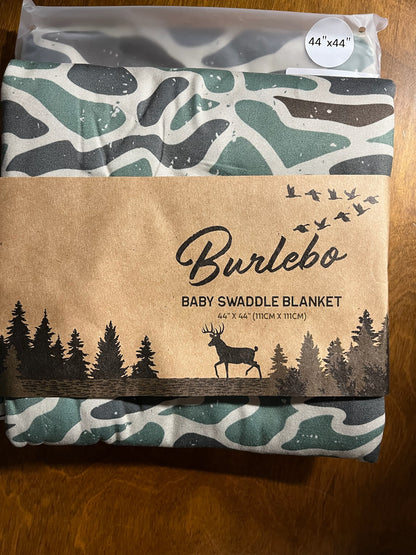 44"x44"
Burlebo
BABY SWADDLE BLANKET
44" X 44" (111CM X 111CM)